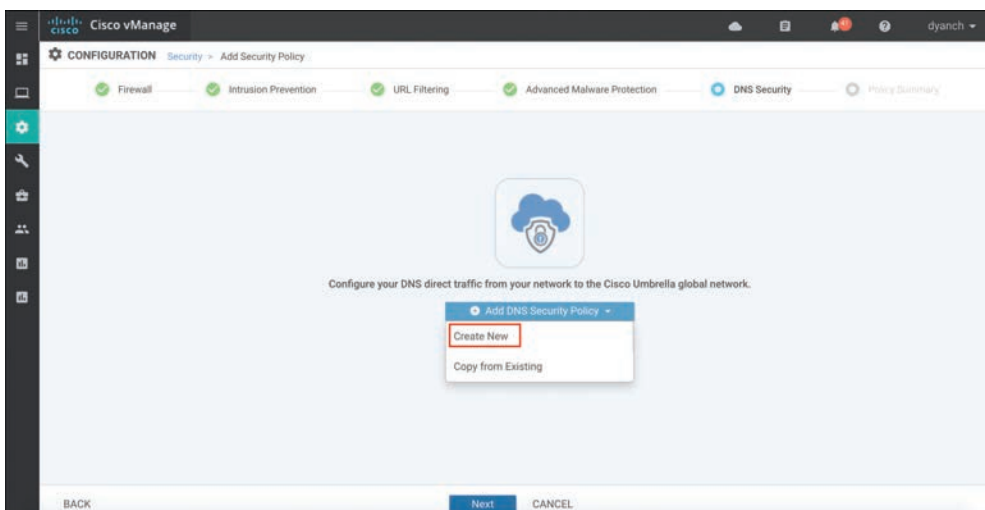 cisco Cisco vManage
41
dyanch
CONFIGURATION Security > Add Security Policy
Firewall Intrusion Prevention URL Filtering Advanced Malware Protection DNS Security Policy Summary
Configure your DNS direct traffic from your network to the Cisco Umbrella global network.
Add DNS Security Policy
Create New
Copy from Existing
BACK Next CANCEL